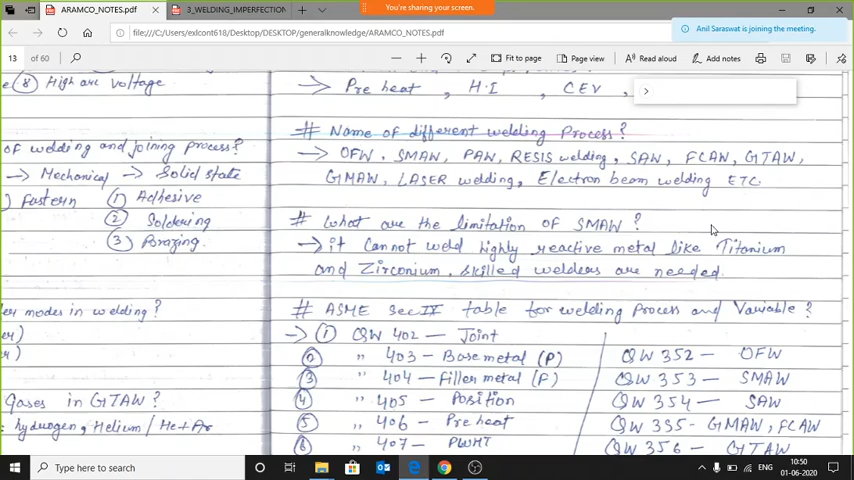 ARAMCO_NOTES.pdf
3_WELDING_IMPERFECTION
You're sharing your screen.
Anil Saraswat is joining the meeting.
file:///C:/Users/exlcont618/Desktop/DESKTOP/generalknowledge/ARAMCO_NOTES.pdf
13 of 60
Fit to page
Read aloud
Add notes
e ⑧ High arc voltage
of welding and joining process?
→ Mechanical → Solid state
) Fastern ① Adhesive
② Soldering
③ Porazing
ler modes in welding?
er)
er)
Gases in GTAW?
hydrogen, Helium / He+Ar
→ Pre heat, H.I, CEV,
# Name of different welding Process?
→ OFW. SMAW, PAW, RESIS welding, SAW, FCAW, GTAW,
GMAW, LASER welding, Electron beam welding ETC.
# What are the limitation of SMAW?
→ it cannot weld highly reactive metal like Titanium
and Zirconium. skilled welders are needed.
# ASME Sec IX table for welding Process and Variable?
→ ① QW 402 — Joint
② " 403 — Base metal (P) QW 352 — OFW
③ " 404 — Filler metal (F) QW 353 — SMAW
④ " 405 — Position QW 354 — SAW
⑤ " 406 — Pre heat QW 355 - GMAW, FCAW
⑥ " 407 — PWHT QW 356 — GTAW
Type here to search
ENG
10:50
01-06-2020